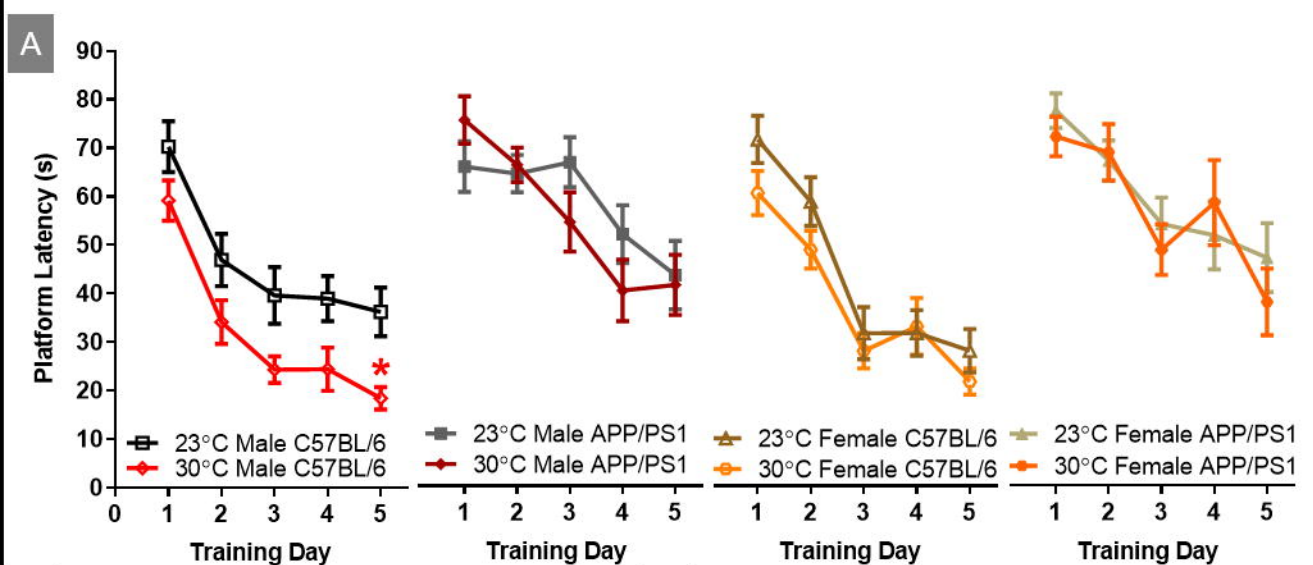 A
Platform Latency (s)
90
80
70
60
50
40
30
20
10
0
23°C Male C57BL/6
30°C Male C57BL/6
*
0 1 2 3 4 5
Training Day
23°C Male APP/PS1
30°C Male APP/PS1
1 2 3 4 5
Training Day
23°C Female C57BL/6
30°C Female C57BL/6
1 2 3 4 5
Training Day
23°C Female APP/PS1
30°C Female APP/PS1
1 2 3 4 5
Training Day